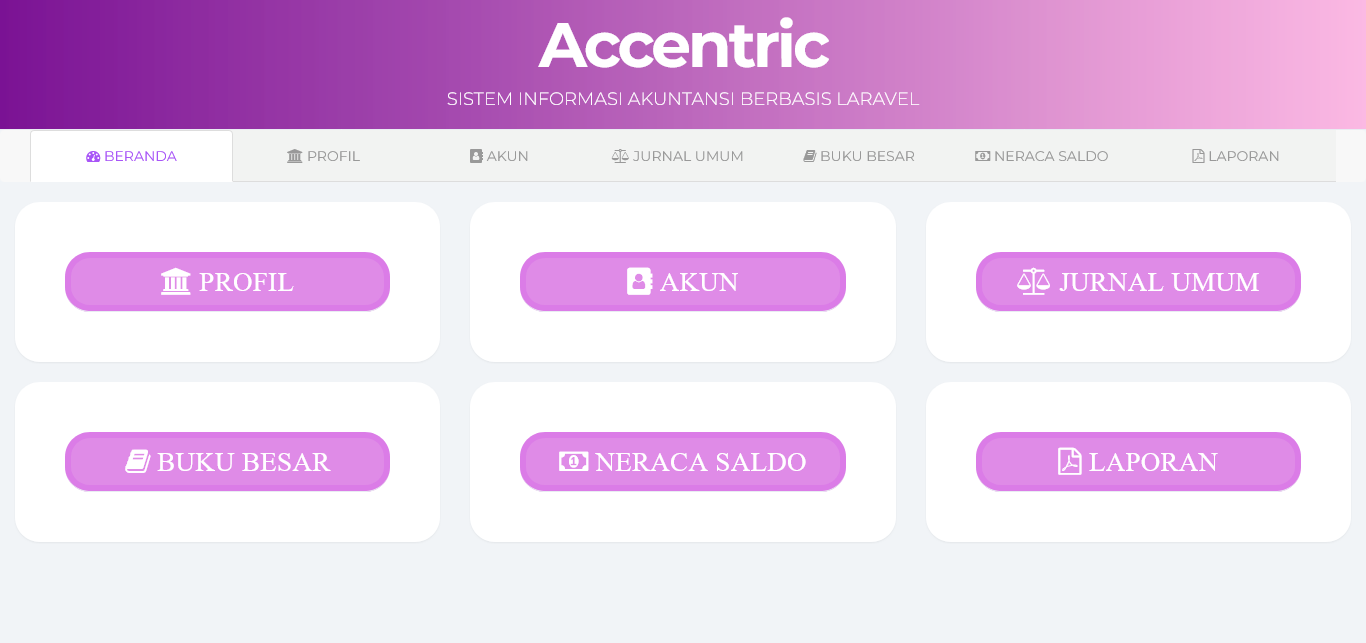 Accentric
SISTEM INFORMASI AKUNTANSI BERBASIS LARAVEL
BERANDA PROFIL AKUN JURNAL UMUM BUKU BESAR NERACA SALDO LAPORAN
PROFIL AKUN JURNAL UMUM
BUKU BESAR NERACA SALDO LAPORAN